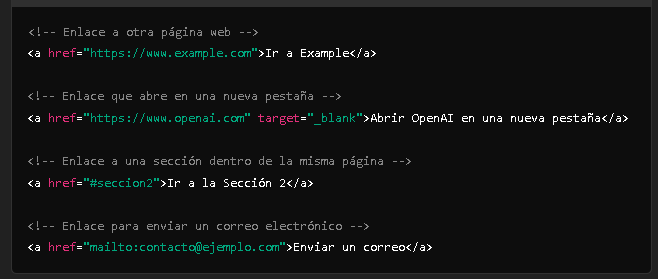 <!-- Enlace a otra página web -->
<a href="https://www.example.com">Ir a Example</a>
<!-- Enlace que abre en una nueva pestaña -->
<a href="https://www.openai.com" target="_blank">Abrir OpenAI en una nueva pestaña</a>
<!-- Enlace a una sección dentro de la misma página -->
<a href="#seccion2">Ir a la Sección 2</a>
<!-- Enlace para enviar un correo electrónico -->
<a href="mailto:contacto@ejemplo.com">Enviar un correo</a>